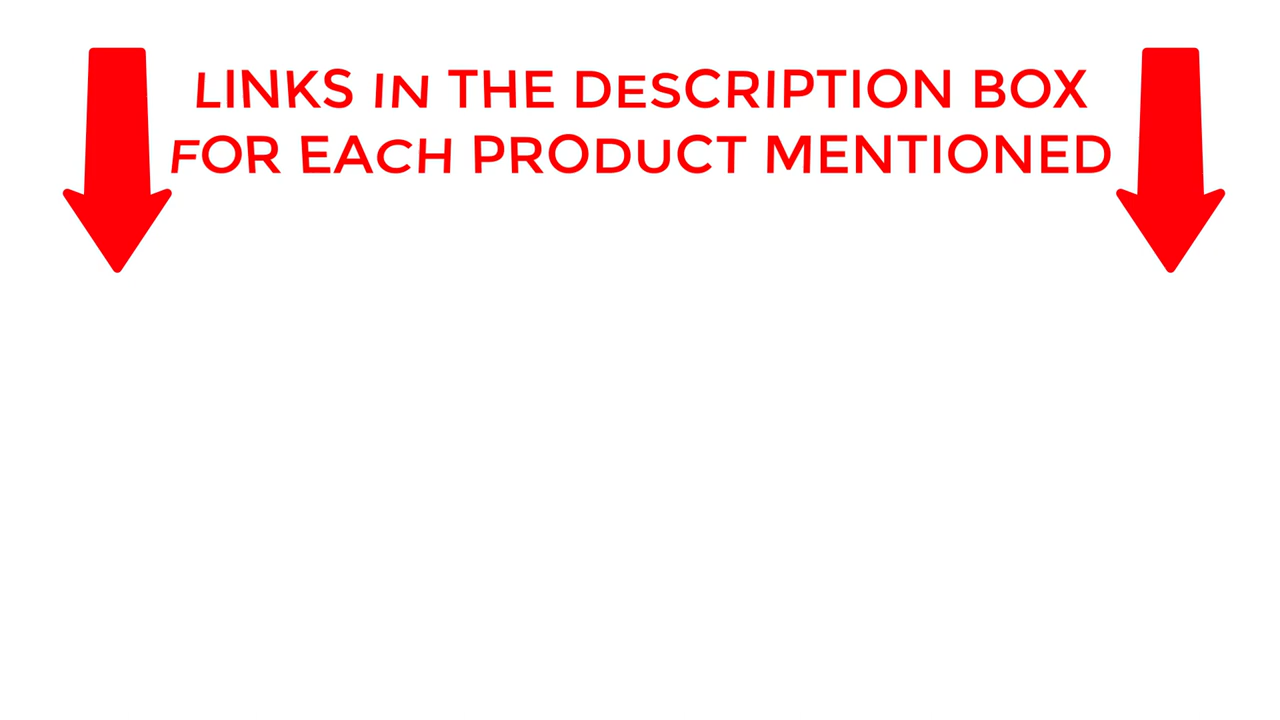 LINKS IN THE DESCRIPTION BOX
FOR EACH PRODUCT MENTIONED